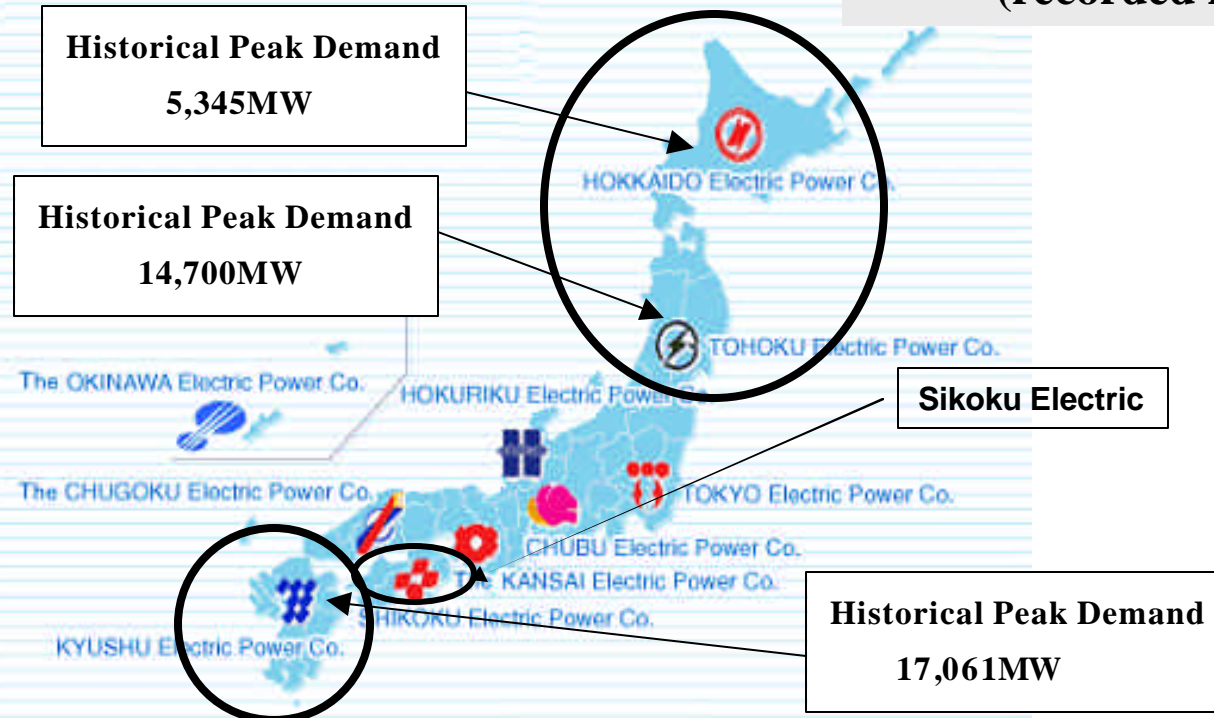 (recorded
Historical Peak Demand
5,345MW
HOKKAIDO Electric Power Co.
Historical Peak Demand
14,700MW
TOHOKU Electric Power Co.
The OKINAWA Electric Power Co.
HOKURIKU Electric Power Co.
Sikoku Electric
The CHUGOKU Electric Power Co.
TOKYO Electric Power Co.
CHUBU Electric Power Co.
The KANSAI Electric Power Co.
SHIKOKU Electric Power Co.
KYUSHU Electric Power Co.
Historical Peak Demand
17,061MW